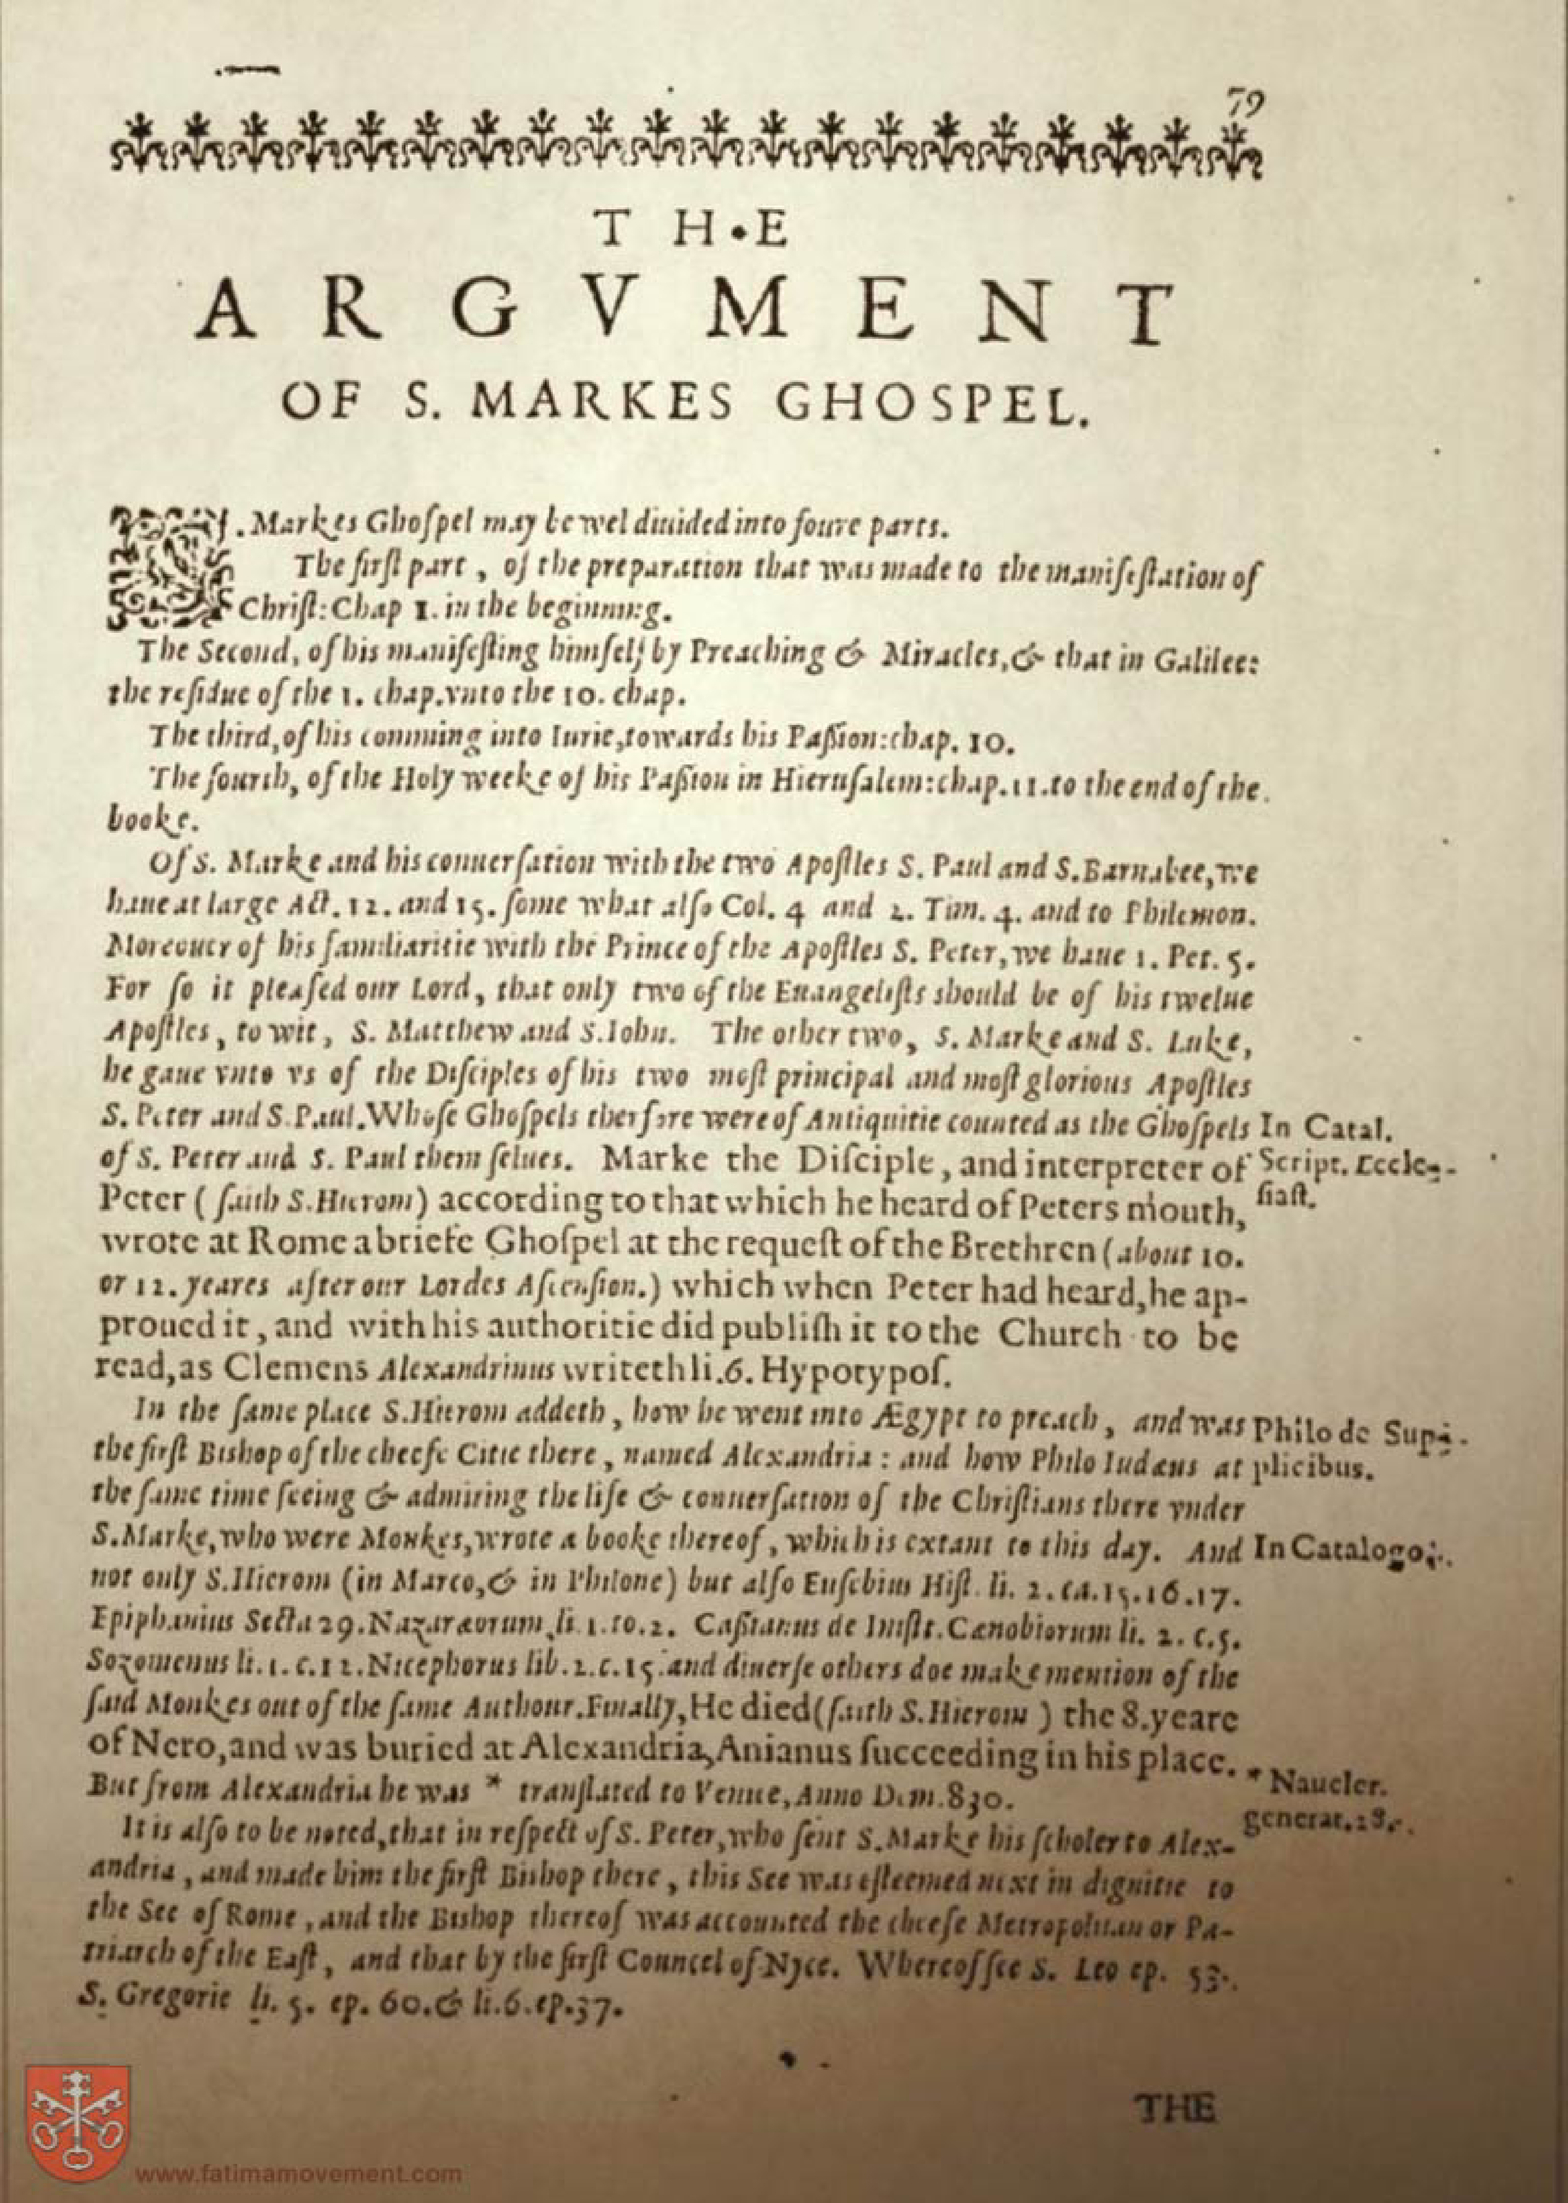 79
THE
ARGVMENT
OF S. MARKES GHOSPEL.
S. Markes Ghoſpel may be wel diuided into foure parts.
The firſt part, of the preparation that was made to the manifeſtation of
Chriſt: Chap 1. in the beginning.
The Second, of his manifeſting himſelf by Preaching & Miracles, & that in Galilee:
the reſidue of the 1. chap. vnto the 10. chap.
The third, of his comming into Iurie, towards his Paſsion: chap. 10.
The fourth, of the Holy weeke of his Paſsion in Hieruſalem: chap. 11. to the end of the
booke.
Of S. Marke and his conuerſation with the two Apoſtles S. Paul and S. Barnabee, we
haue at large Act. 12. and 15. ſome what alſo Col. 4 and 2. Tim. 4. and to Philemon.
Moreouer of his familiaritie with the Prince of the Apoſtles S. Peter, we haue 1. Pet. 5.
For ſo it pleaſed our Lord, that only two of the Euangeliſts should be of his twelue
Apoſtles, to wit, S. Matthew and S. Iohn. The other two, S. Marke and S. Luke,
he gaue vnto vs of the Diſciples of his two moſt principal and moſt glorious Apoſtles
S. Peter and S. Paul. Whoſe Ghoſpels therfore were of Antiquitie counted as the Ghoſpels
In Catal.
of S. Peter and S. Paul them ſelues. Marke the Diſciple, and interpreter of
Script. Eccle-
Peter (ſaith S. Hierom) according to that which he heard of Peters mouth,
ſiaſt.
wrote at Rome a briefe Ghoſpel at the requeſt of the Brethren (about 10.
or 12. yeares after our Lordes Aſcenſion.) which when Peter had heard, he ap-
proued it, and with his authoritie did publiſh it to the Church to be
read, as Clemens Alexandrinus writeth li. 6. Hypotypoſ.
In the ſame place S. Hierom addeth, how he went into Ægypt to preach, and was
Philo de Sup-
the firſt Bishop of the cheefe Citie there, named Alexandria: and how Philo Iudæus at
plicibus.
the ſame time ſeeing & admiring the life & conuerſation of the Chriſtians there vnder
S. Marke, who were Monkes, wrote a booke thereof, which is extant to this day. And
In Catalogo.
not only S. Hierom (in Marco, & in Philone) but alſo Euſebius Hiſt. li. 2. ca. 15. 16. 17.
Epiphanius Secta 29. Nazaræorum, li. 1. to. 2. Caſsianus de Inſtit. Cænobiorum li. 2. c. 5.
Sozomenus li. 1. c. 12. Nicephorus lib. 2. c. 15. and diuerſe others doe make mention of the
ſaid Monkes out of the ſame Authour. Finally, He died (ſaith S. Hierom) the 8. yeare
of Nero, and was buried at Alexandria, Anianus ſucceeding in his place.
But from Alexandria he was * tranſlated to Venice, Anno Dom. 830.
* Naucler.
generat. 28.
It is alſo to be noted, that in reſpect of S. Peter, who ſent S. Marke his ſcholer to Alex-
andria, and made him the firſt Bishop there, this See was eſteemed next in dignitie to
the See of Rome, and the Bishop thereof was accounted the cheefe Metropolitan or Pa-
triarch of the Eaſt, and that by the firſt Councel of Nyce. Whereof ſee S. Leo ep. 53.
S. Gregorie li. 5. ep. 60. & li. 6. ep. 37.
THE
www.fatimamovement.com